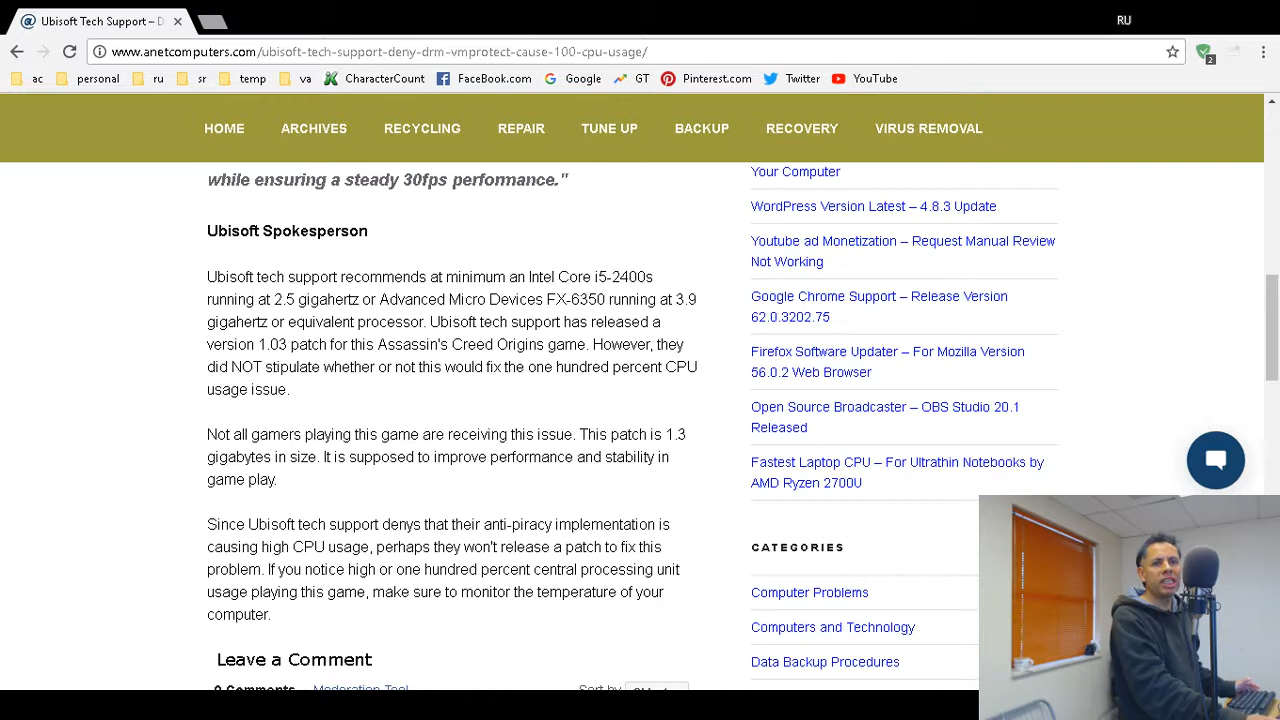 Ubisoft Tech Support – D
RU
www.anetcomputers.com/ubisoft-tech-support-deny-drm-vmprotect-cause-100-cpu-usage/
2
ac personal ru sr temp va CharacterCount FaceBook.com Google GT Pinterest.com Twitter YouTube
HOME ARCHIVES RECYCLING REPAIR TUNE UP BACKUP RECOVERY VIRUS REMOVAL
while ensuring a steady 30fps performance."
Ubisoft Spokesperson
Ubisoft tech support recommends at minimum an Intel Core i5-2400s
running at 2.5 gigahertz or Advanced Micro Devices FX-6350 running at 3.9
gigahertz or equivalent processor. Ubisoft tech support has released a
version 1.03 patch for this Assassin's Creed Origins game. However, they
did NOT stipulate whether or not this would fix the one hundred percent CPU
usage issue.
Not all gamers playing this game are receiving this issue. This patch is 1.3
gigabytes in size. It is supposed to improve performance and stability in
game play.
Since Ubisoft tech support denys that their anti-piracy implementation is
causing high CPU usage, perhaps they won't release a patch to fix this
problem. If you notice high or one hundred percent central processing unit
usage playing this game, make sure to monitor the temperature of your
computer.
Leave a Comment
0 Comments Moderation Tool Sort by
Your Computer
WordPress Version Latest – 4.8.3 Update
Youtube ad Monetization – Request Manual Review
Not Working
Google Chrome Support – Release Version
62.0.3202.75
Firefox Software Updater – For Mozilla Version
56.0.2 Web Browser
Open Source Broadcaster – OBS Studio 20.1
Released
Fastest Laptop CPU – For Ultrathin Notebooks by
AMD Ryzen 2700U
CATEGORIES
Computer Problems
Computers and Technology
Data Backup Procedures